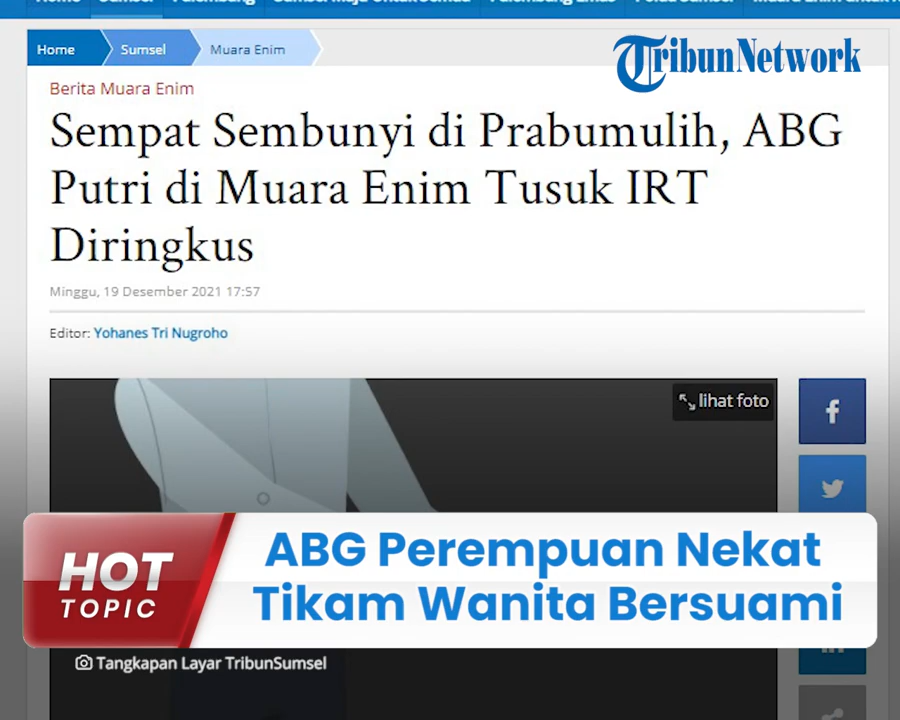 Home Sumsel Muara Enim
TribunNetwork
Berita Muara Enim
Sempat Sembunyi di Prabumulih, ABG
Putri di Muara Enim Tusuk IRT
Diringkus
Minggu, 19 Desember 2021 17:57
Editor: Yohanes Tri Nugroho
lihat foto
HOT
TOPIC
ABG Perempuan Nekat
Tikam Wanita Bersuami
Tangkapan Layar TribunSumsel